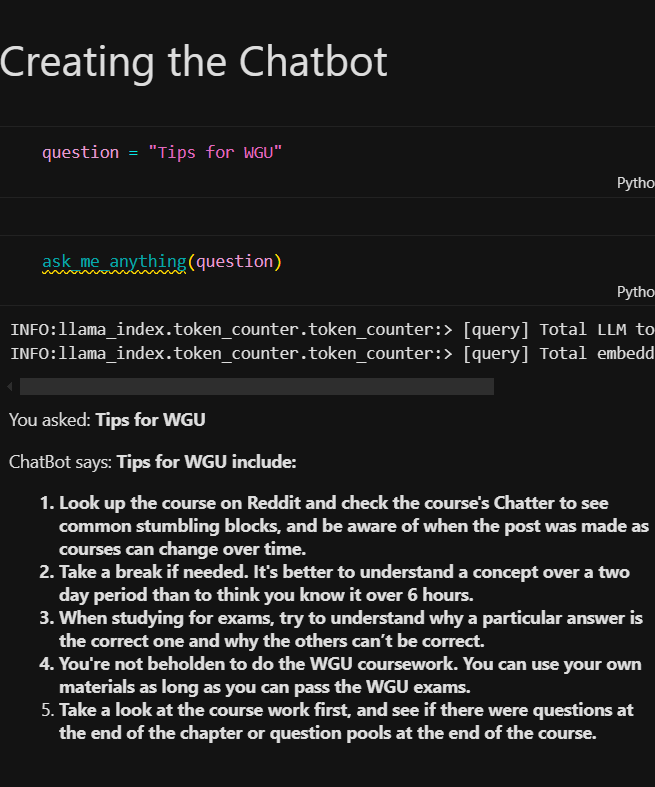 Creating the Chatbot
question = "Tips for WGU"
Pytho
ask_me_anything(question)
Pytho
INFO:llama_index.token_counter.token_counter:> [query] Total LLM to
INFO:llama_index.token_counter.token_counter:> [query] Total embedd
You asked: Tips for WGU
ChatBot says: Tips for WGU include:
1. Look up the course on Reddit and check the course's Chatter to see
common stumbling blocks, and be aware of when the post was made as
courses can change over time.
2. Take a break if needed. It's better to understand a concept over a two
day period than to think you know it over 6 hours.
3. When studying for exams, try to understand why a particular answer is
the correct one and why the others can’t be correct.
4. You're not beholden to do the WGU coursework. You can use your own
materials as long as you can pass the WGU exams.
5. Take a look at the course work first, and see if there were questions at
the end of the chapter or question pools at the end of the course.